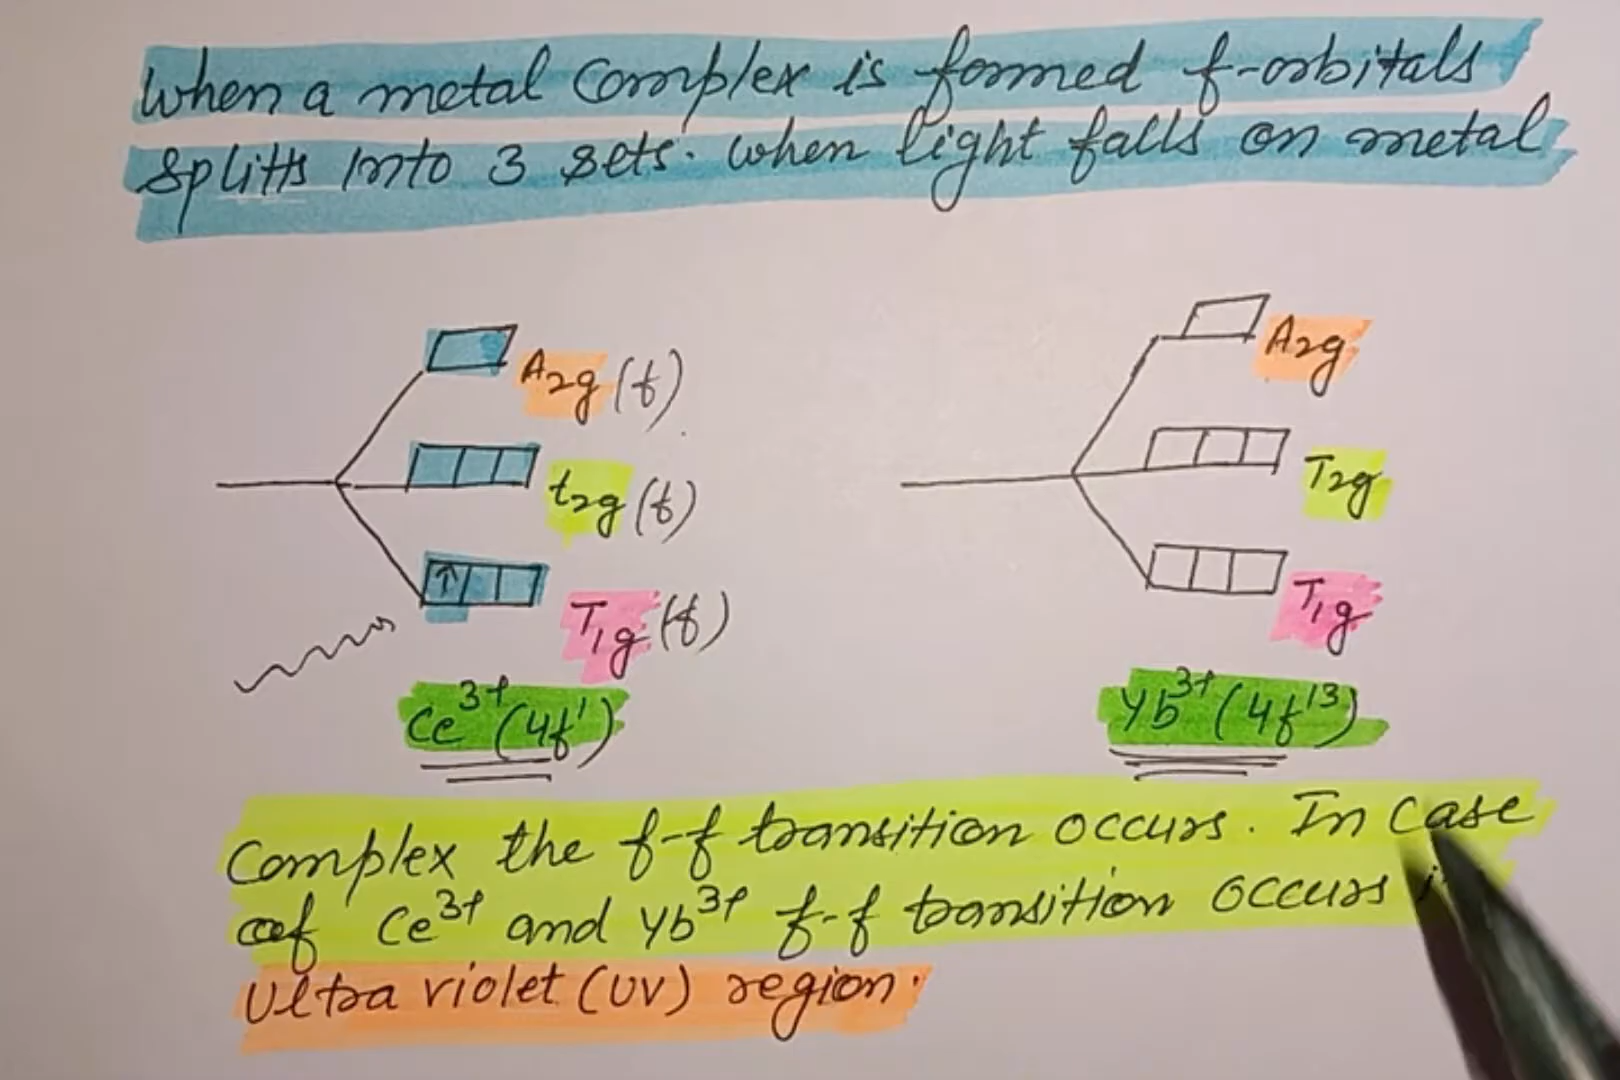 When a metal Complex is formed f-orbitals
splitts into 3 sets. when light falls on metal
A2g (f)
t2g (f)
T1g (f)
Ce3+ (4f1)
A2g
T2g
T1g
Yb3+ (4f13)
Complex the f-f transition occurs. In case
of Ce3+ and Yb3+ f-f transition occurs
Ultra violet (UV) region.